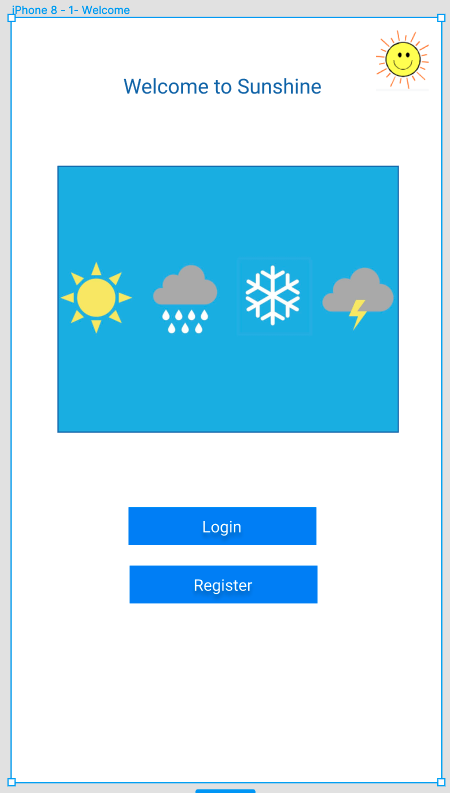 iPhone 8 - 1- Welcome
Welcome to Sunshine
Login
Register